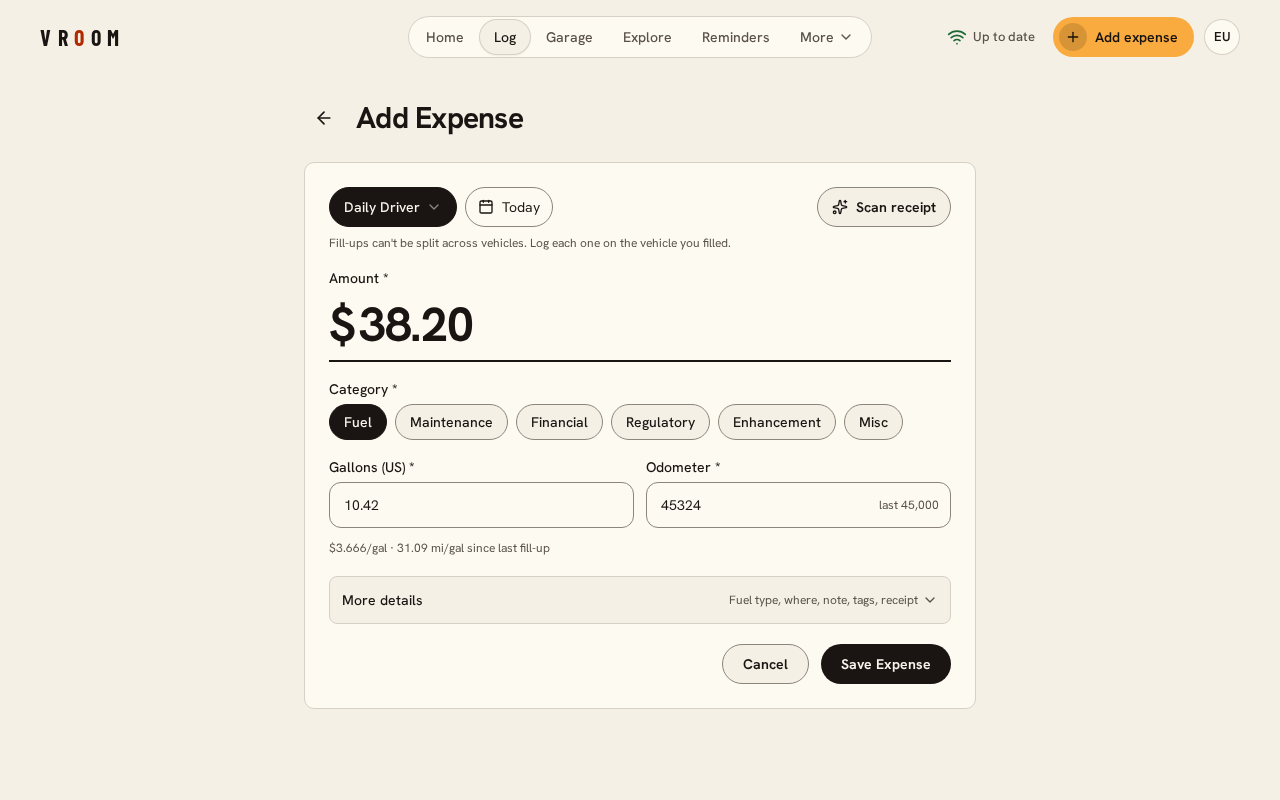 VROOM
Home Log Garage Explore Reminders More
Up to date
Add expense
EU
Add Expense
Daily Driver Today Scan receipt
Fill-ups can't be split across vehicles. Log each one on the vehicle you filled.
Amount *
$38.20
Category *
Fuel Maintenance Financial Regulatory Enhancement Misc
Gallons (US) * Odometer *
10.42 45324 last 45,000
$3.666/gal · 31.09 mi/gal since last fill-up
More details Fuel type, where, note, tags, receipt
Cancel Save Expense